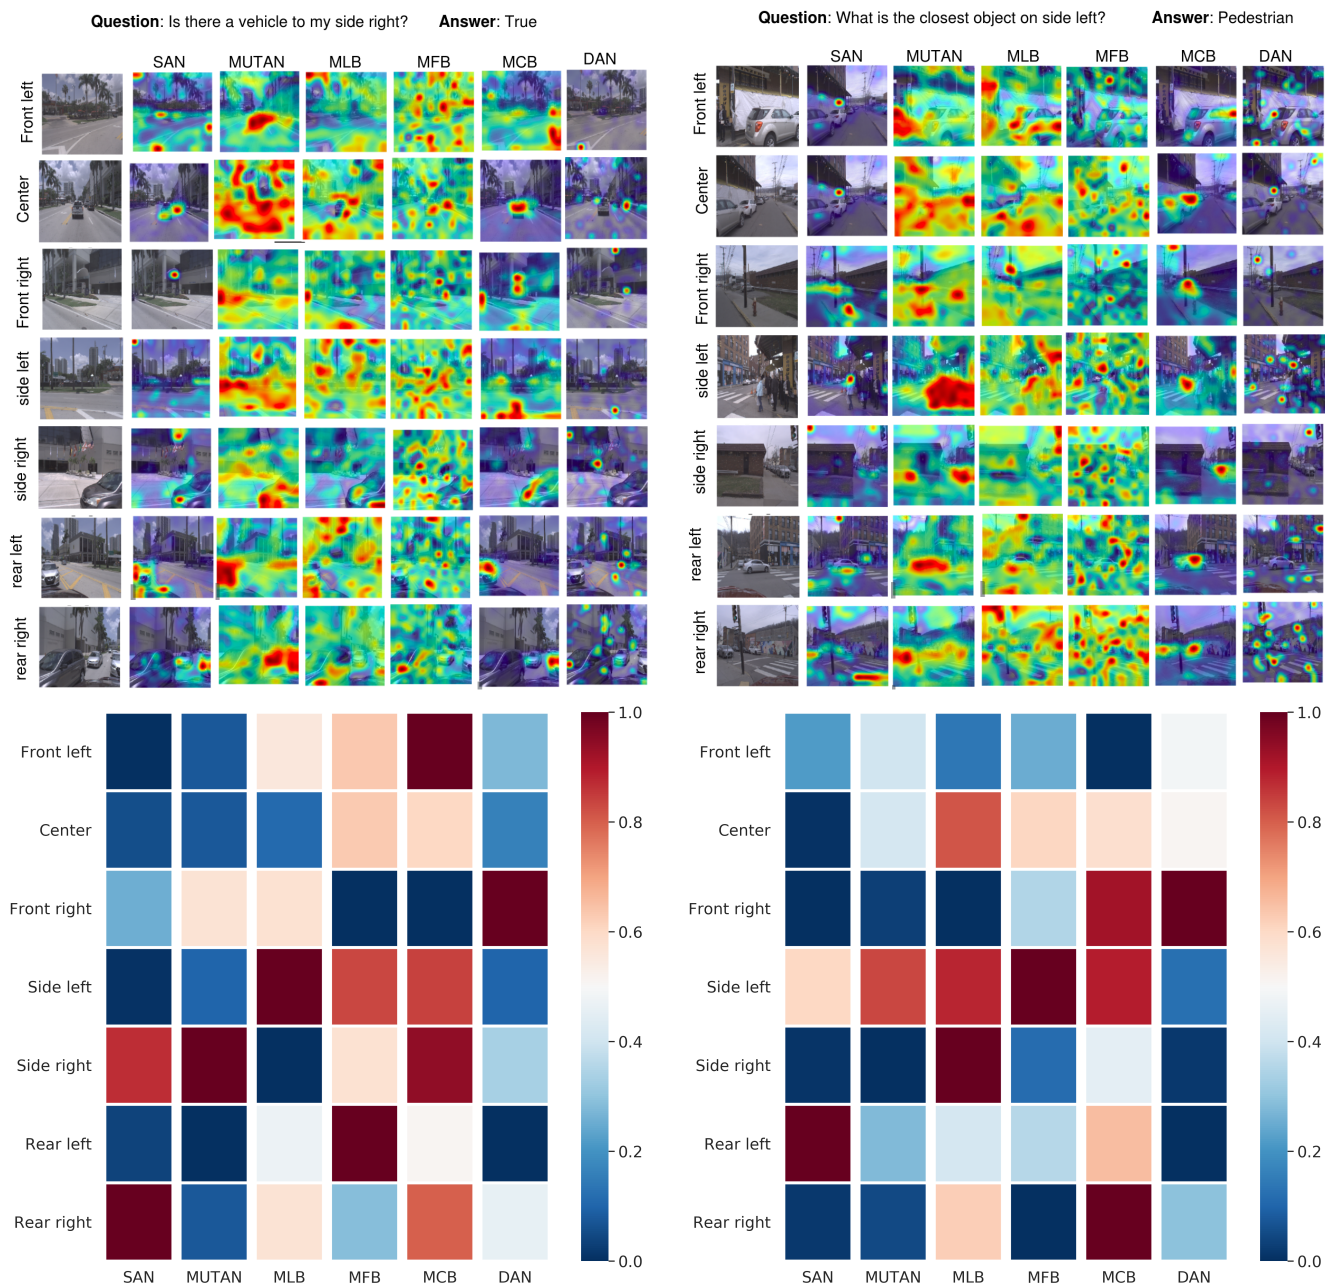 Question: Is there a vehicle to my side right? Answer: True
SAN MUTAN MLB MFB MCB DAN
Front left
Center
Front right
side left
side right
rear left
rear right
Question: What is the closest object on side left? Answer: Pedestrian
SAN MUTAN MLB MFB MCB DAN
Front left
Center
Front right
side left
side right
rear left
rear right
Front left
Center
Front right
Side left
Side right
Rear left
Rear right
SAN MUTAN MLB MFB MCB DAN
1.0
0.8
0.6
0.4
0.2
0.0
Front left
Center
Front right
Side left
Side right
Rear left
Rear right
SAN MUTAN MLB MFB MCB DAN
1.0
0.8
0.6
0.4
0.2
0.0